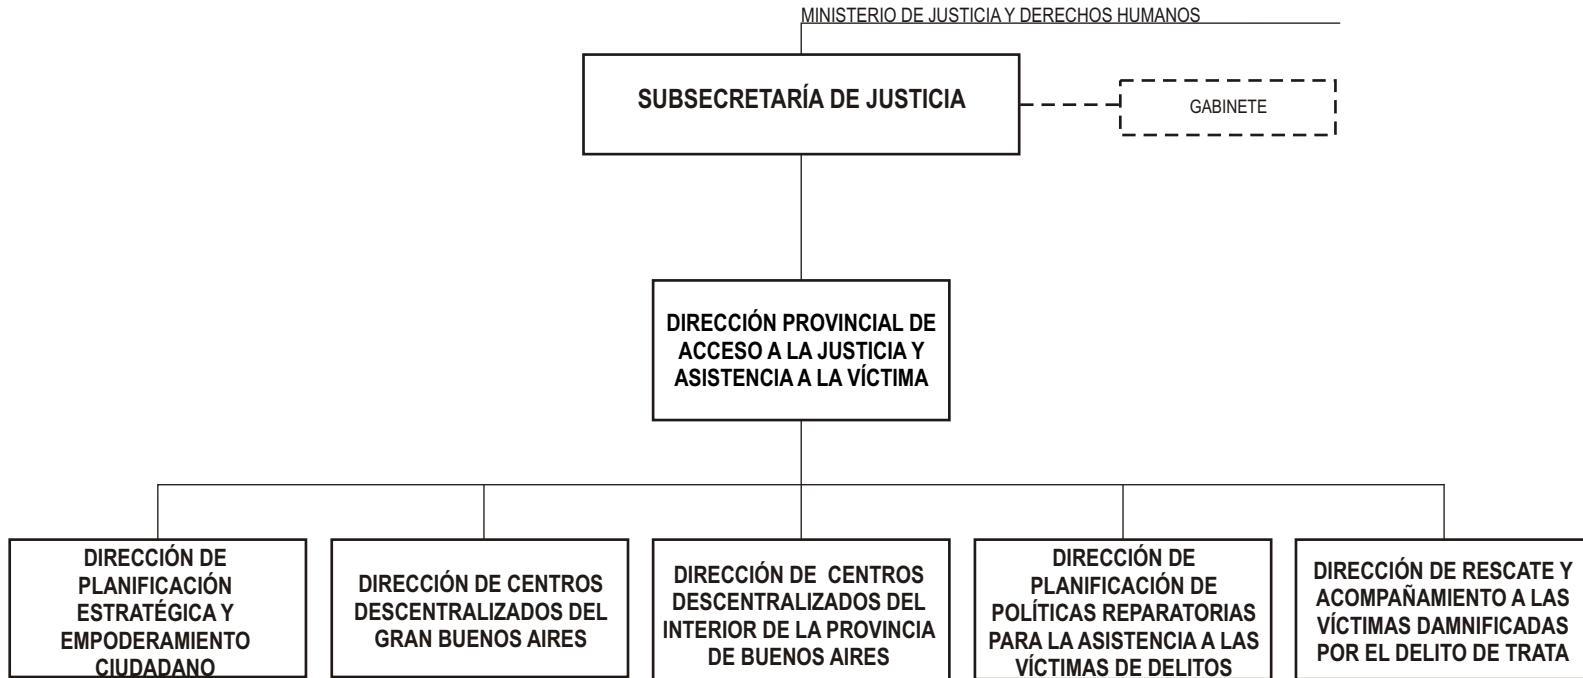 MINISTERIO DE JUSTICIA Y DERECHOS HUMANOS
SUBSECRETARÍA DE JUSTICIA
GABINETE
DIRECCIÓN PROVINCIAL DE
ACCESO A LA JUSTICIA Y
ASISTENCIA A LA VÍCTIMA
DIRECCIÓN DE
PLANIFICACIÓN
ESTRATÉGICA Y
EMPODERAMIENTO
CIUDADANO
DIRECCIÓN DE CENTROS
DESCENTRALIZADOS DEL
GRAN BUENOS AIRES
DIRECCIÓN DE CENTROS
DESCENTRALIZADOS DEL
INTERIOR DE LA PROVINCIA
DE BUENOS AIRES
DIRECCIÓN DE
PLANIFICACIÓN DE
POLÍTICAS REPARATORIAS
PARA LA ASISTENCIA A LAS
VÍCTIMAS DE DELITOS
DIRECCIÓN DE RESCATE Y
ACOMPAÑAMIENTO A LAS
VÍCTIMAS DAMNIFICADAS
POR EL DELITO DE TRATA